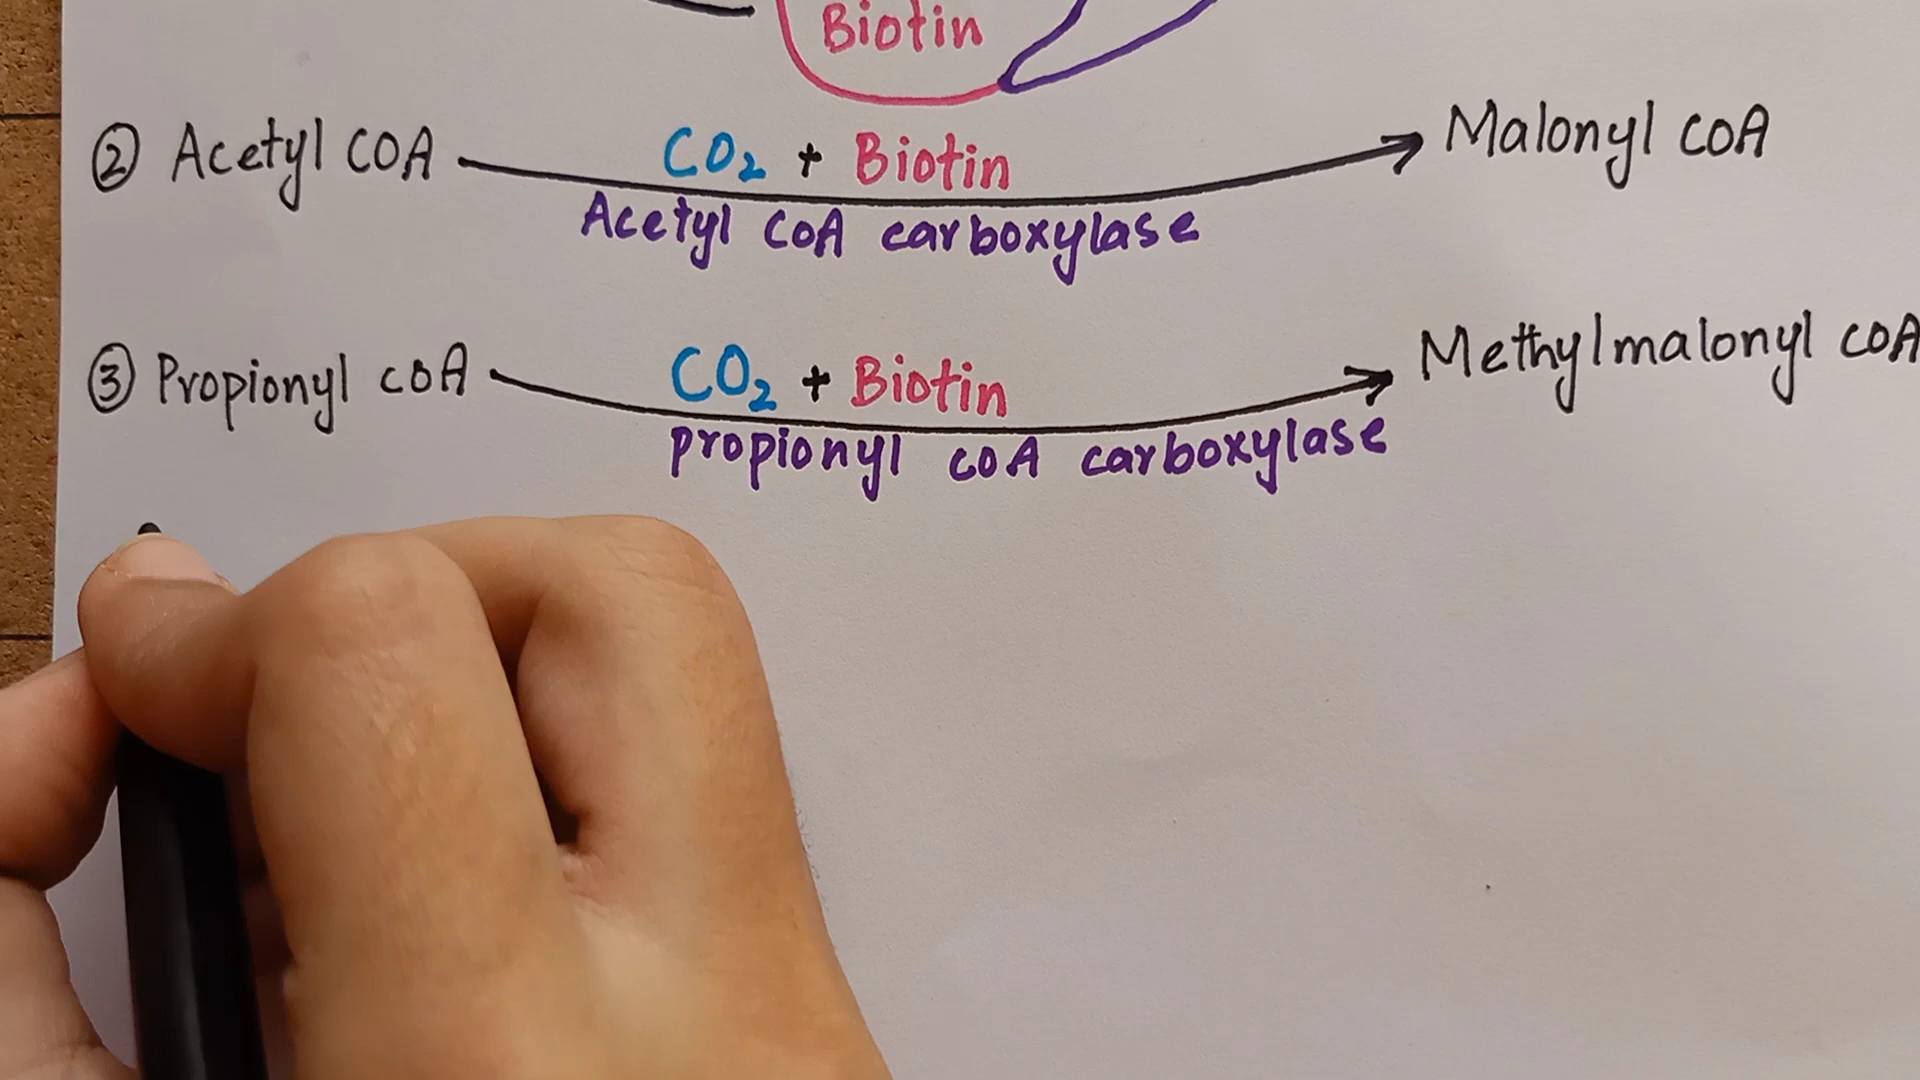 Biotin
② Acetyl COA CO₂ + Biotin Malonyl COA
Acetyl COA carboxylase
③ Propionyl COA CO₂ + Biotin Methylmalonyl COA
propionyl COA carboxylase